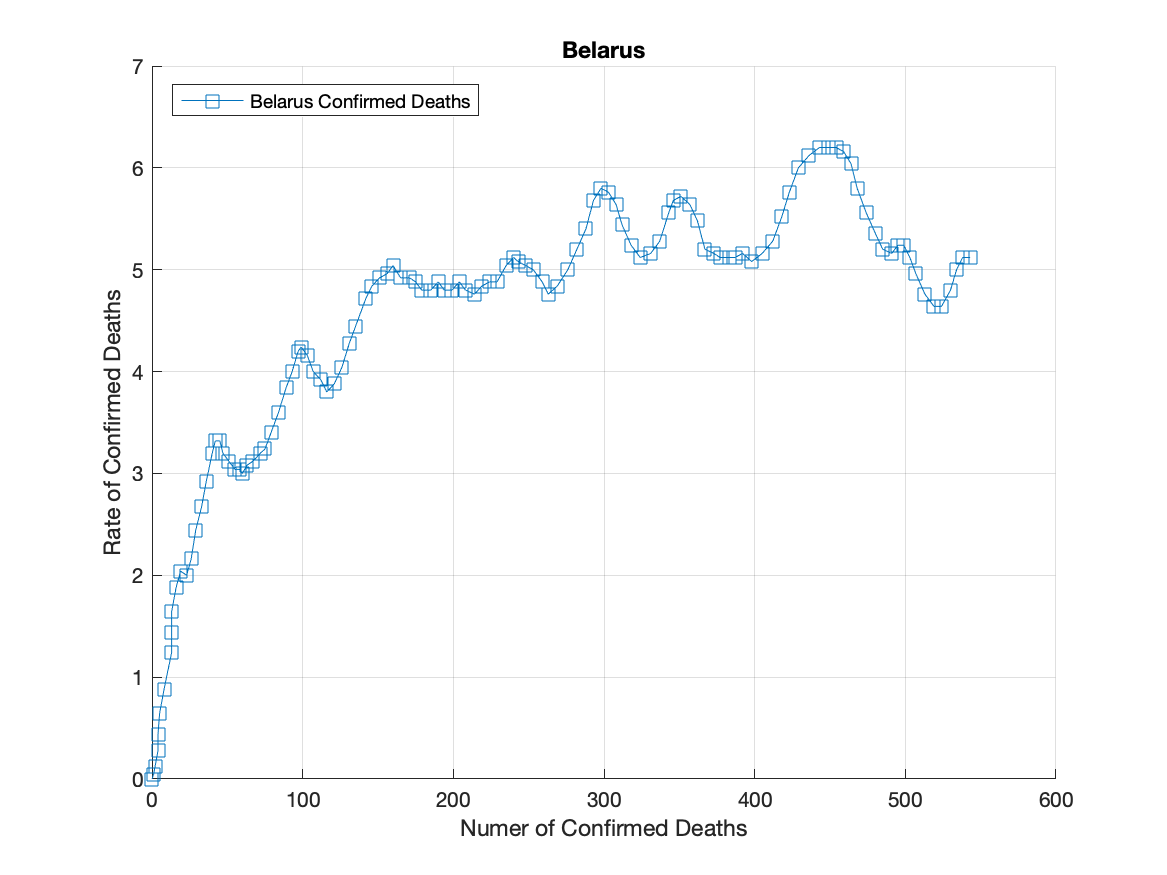 Belarus
Belarus Confirmed Deaths
7
6
5
4
3
2
1
0
Rate of Confirmed Deaths
0 100 200 300 400 500 600
Numer of Confirmed Deaths